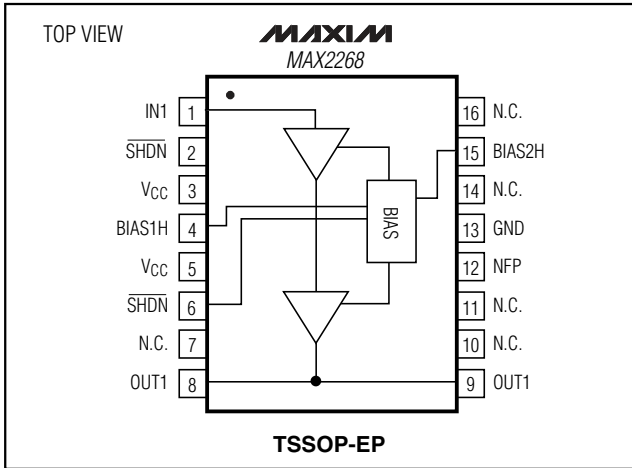 TOP VIEW
MAXIM
MAX2268
IN1 1
SHDN 2
VCC 3
BIAS1H 4
VCC 5
SHDN 6
N.C. 7
OUT1 8
BIAS
16 N.C.
15 BIAS2H
14 N.C.
13 GND
12 NFP
11 N.C.
10 N.C.
9 OUT1
TSSOP-EP